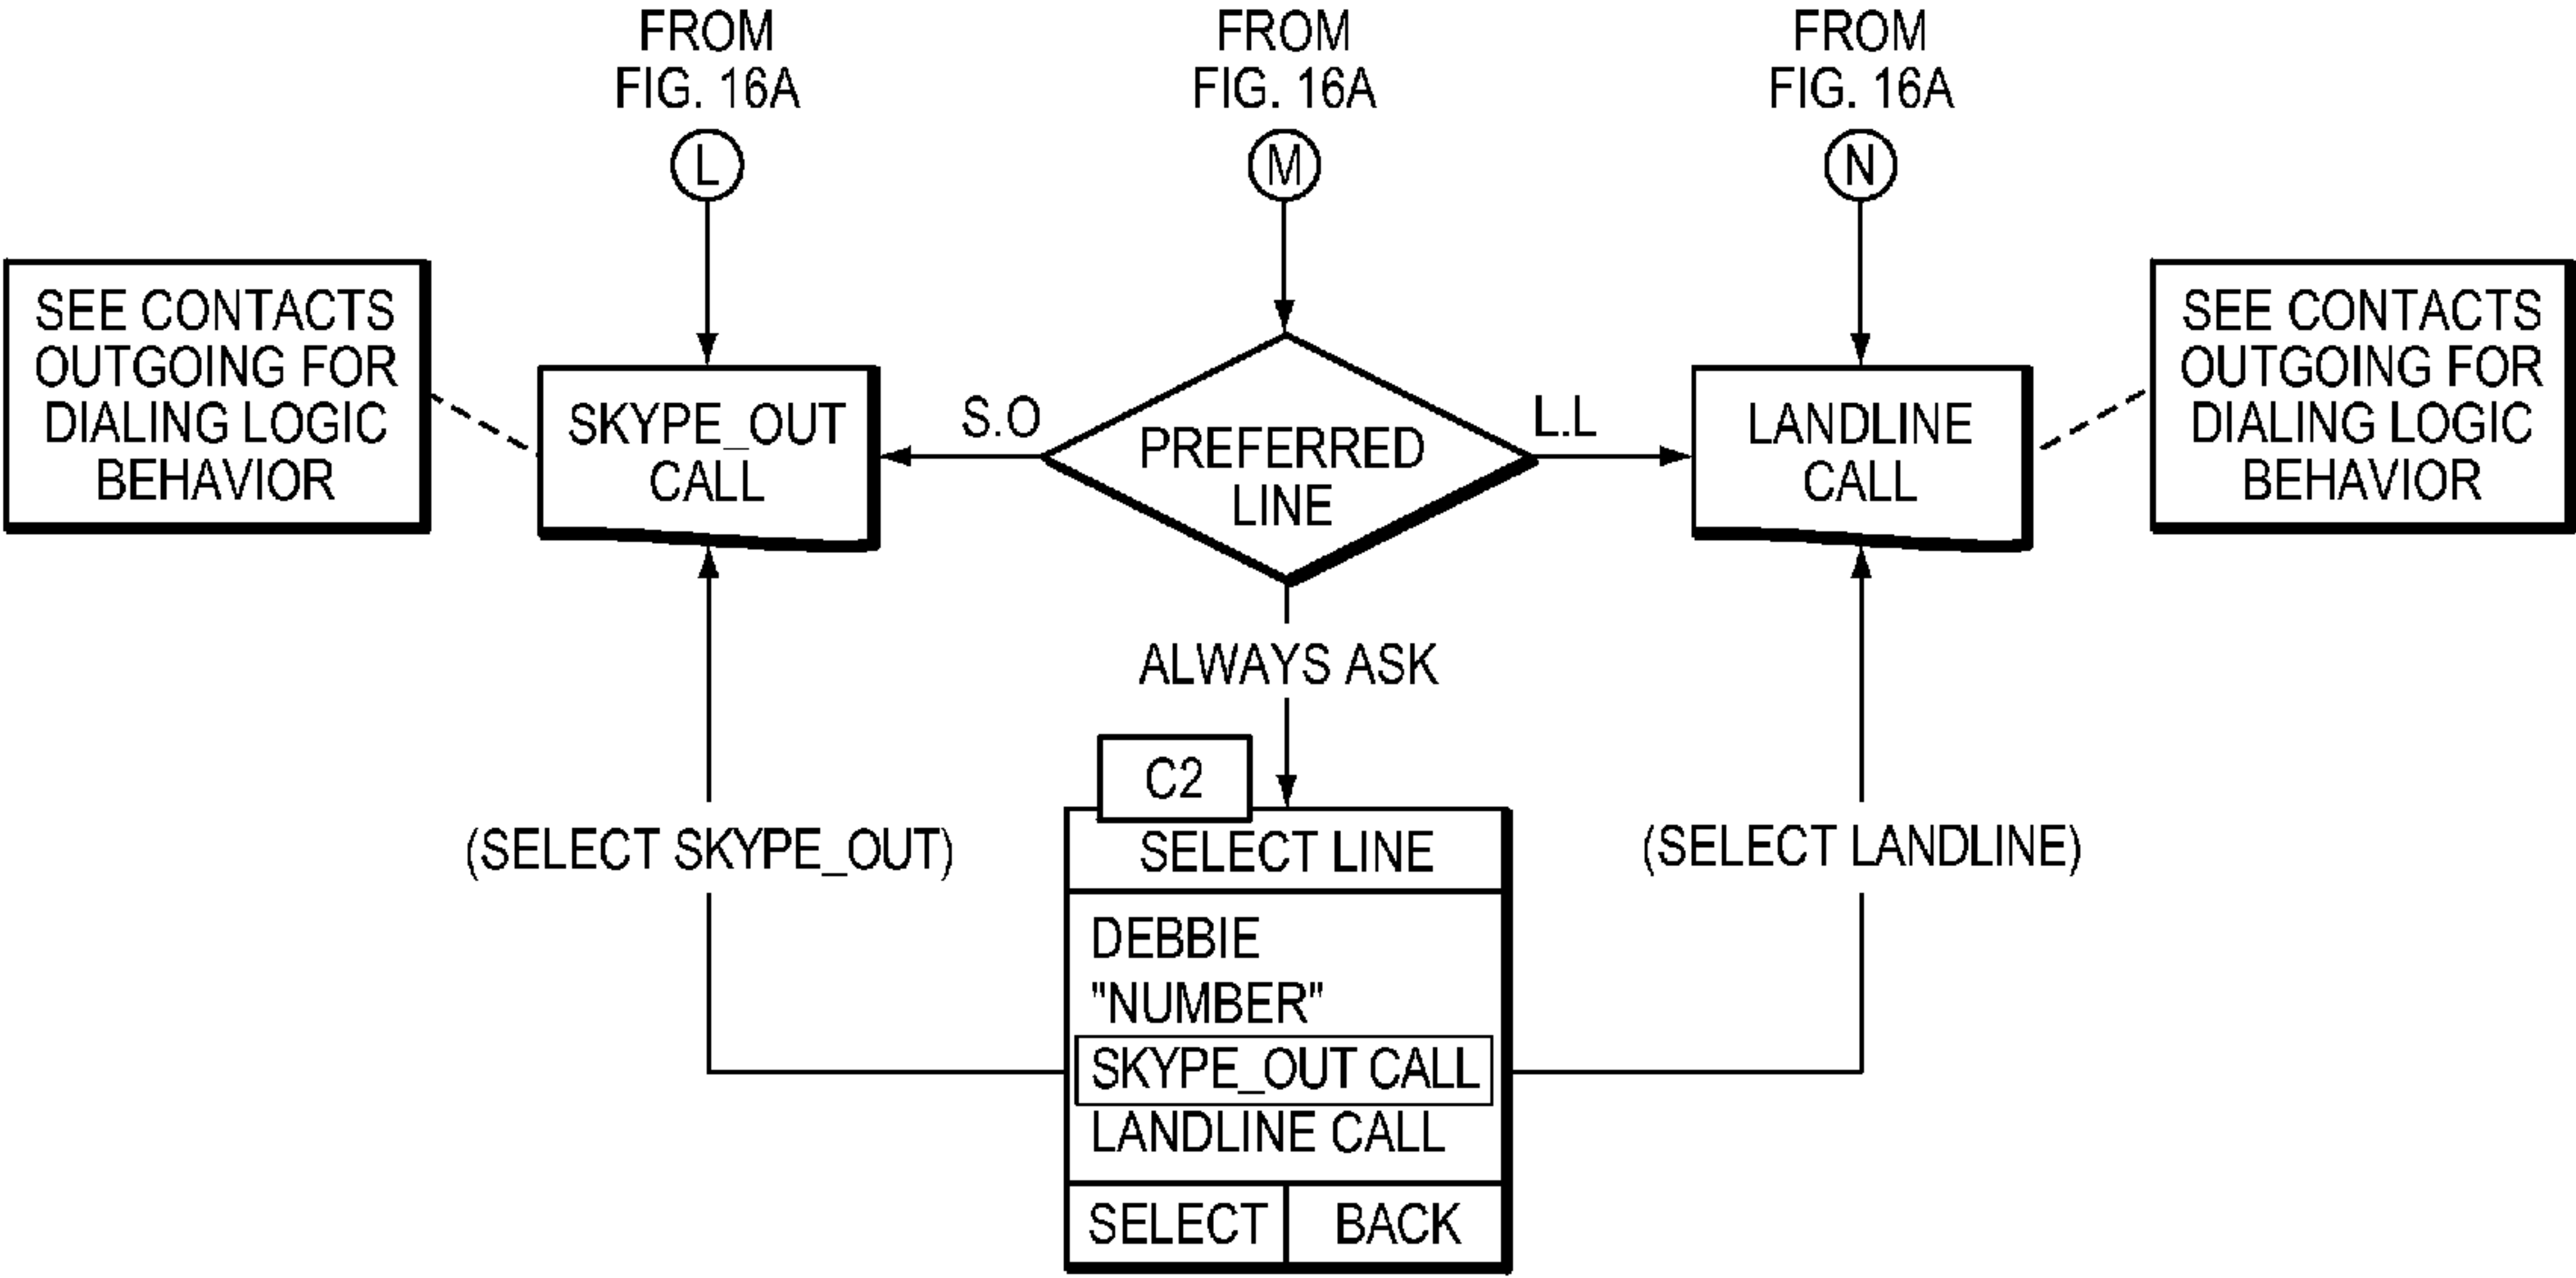 FROM
FIG. 16A
L
FROM
FIG. 16A
M
FROM
FIG. 16A
N
SEE CONTACTS
OUTGOING FOR
DIALING LOGIC
BEHAVIOR
SKYPE_OUT
CALL
S.O
PREFERRED
LINE
L.L
LANDLINE
CALL
SEE CONTACTS
OUTGOING FOR
DIALING LOGIC
BEHAVIOR
ALWAYS ASK
(SELECT SKYPE_OUT)
C2
SELECT LINE
DEBBIE
"NUMBER"
SKYPE_OUT CALL
LANDLINE CALL
SELECT
BACK
(SELECT LANDLINE)